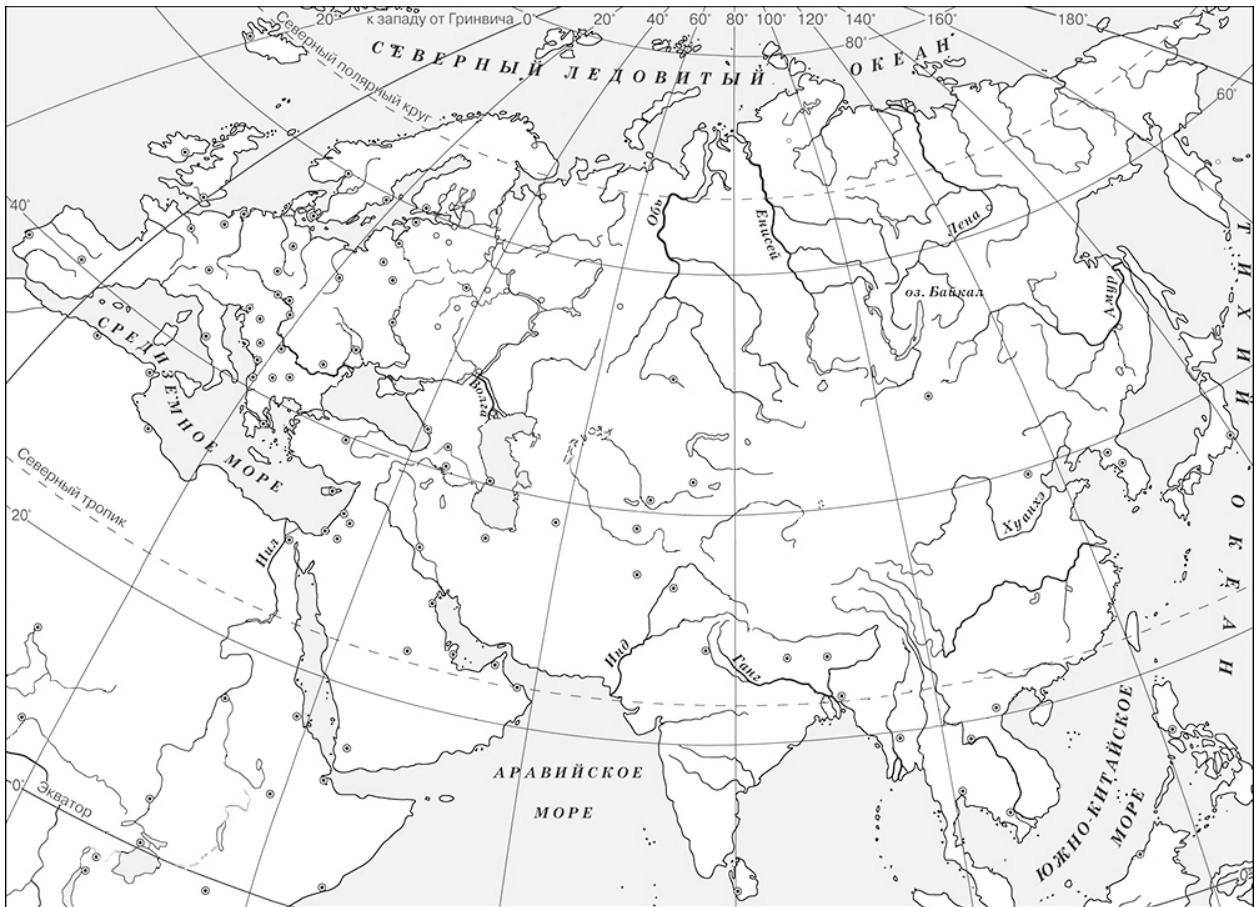 20° к западу от Гринвича 0° 20° 40° 60° 80° 100° 120° 140° 160° 180°
80°
60°
СЕВЕРНЫЙ ЛЕДОВИТЫЙ ОКЕАН
Северный полярный круг
40°
Обь
Енисей
Лена
оз. Байкал
Амур
ТИХИЙ ОКЕАН
СРЕДИЗЕМНОЕ МОРЕ
Волга
Северный тропик
20°
Нил
Хуанхэ
Инд
Ганг
АРАВИЙСКОЕ
МОРЕ
ЮЖНО-КИТАЙСКОЕ
МОРЕ
0°
Экватор
0°